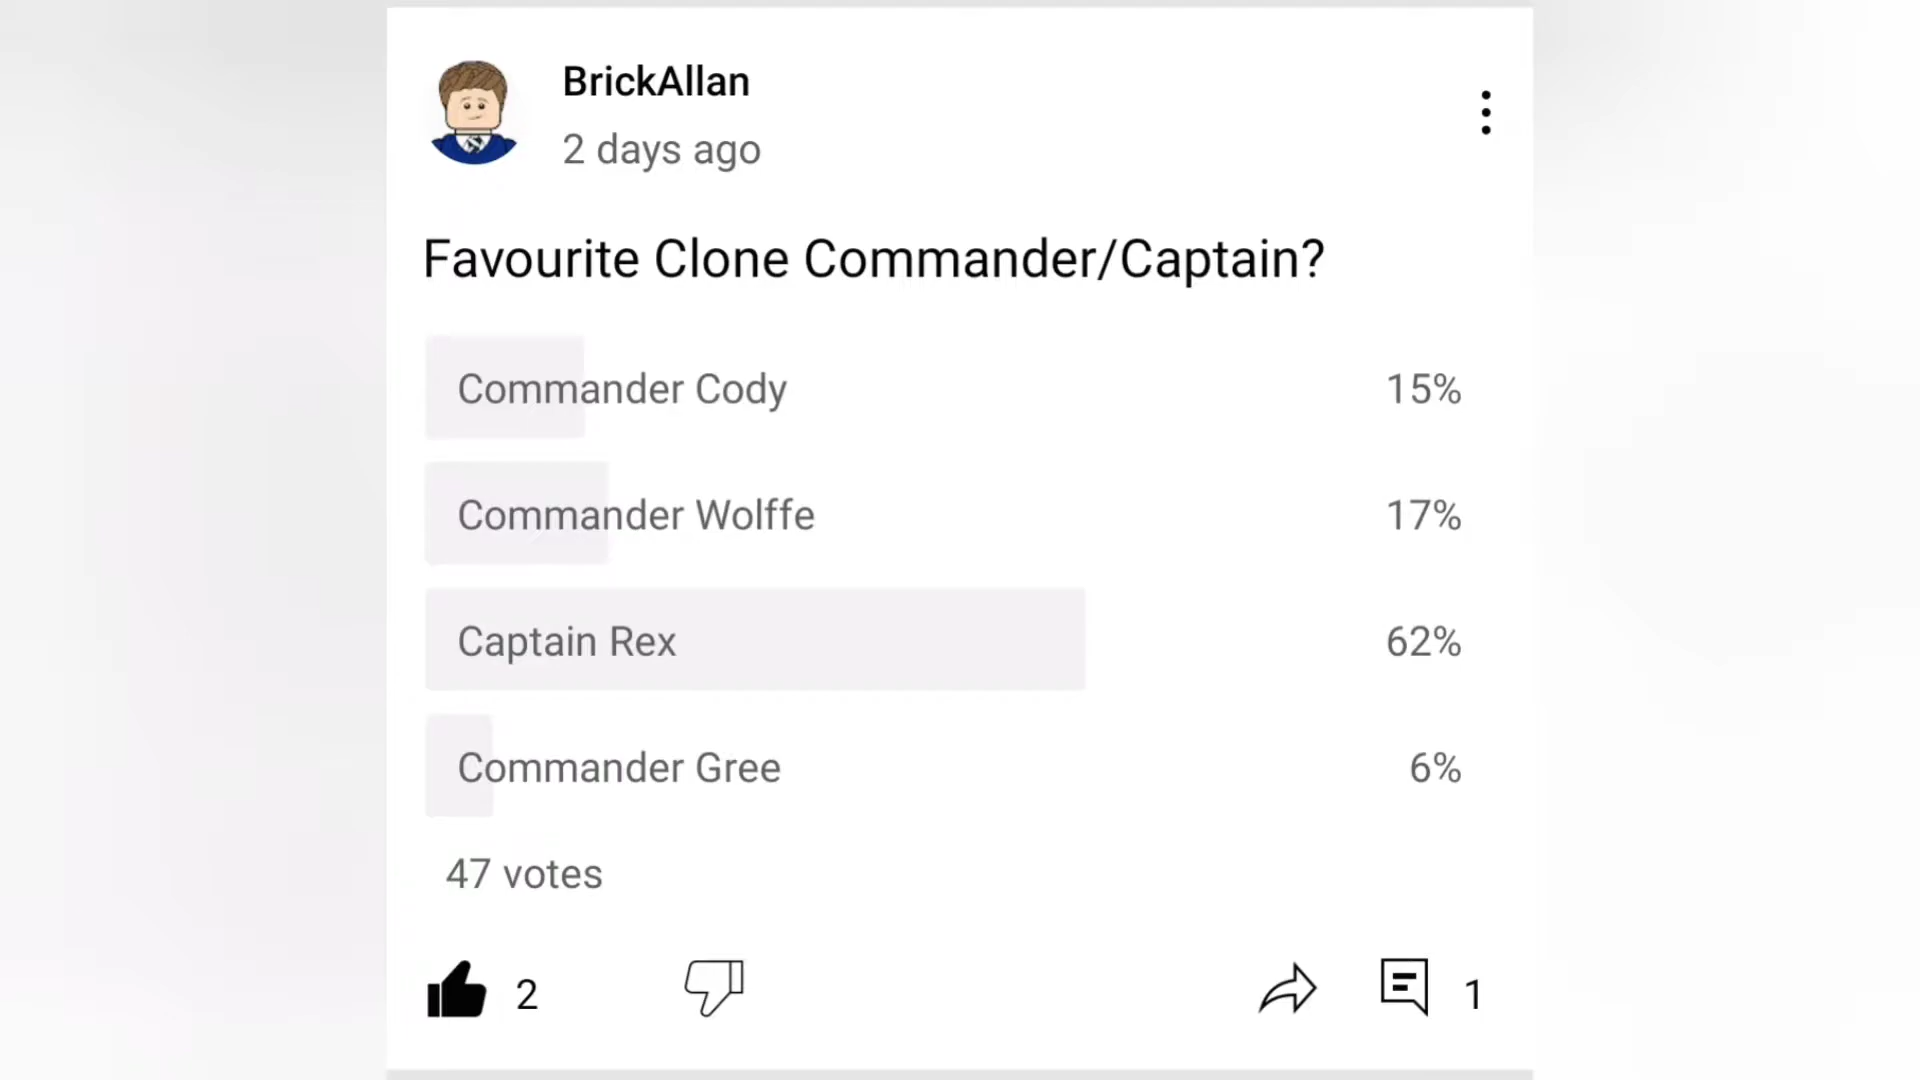 BrickAllan
2 days ago
Favourite Clone Commander/Captain?
Commander Cody 15%
Commander Wolffe 17%
Captain Rex 62%
Commander Gree 6%
47 votes
2 1